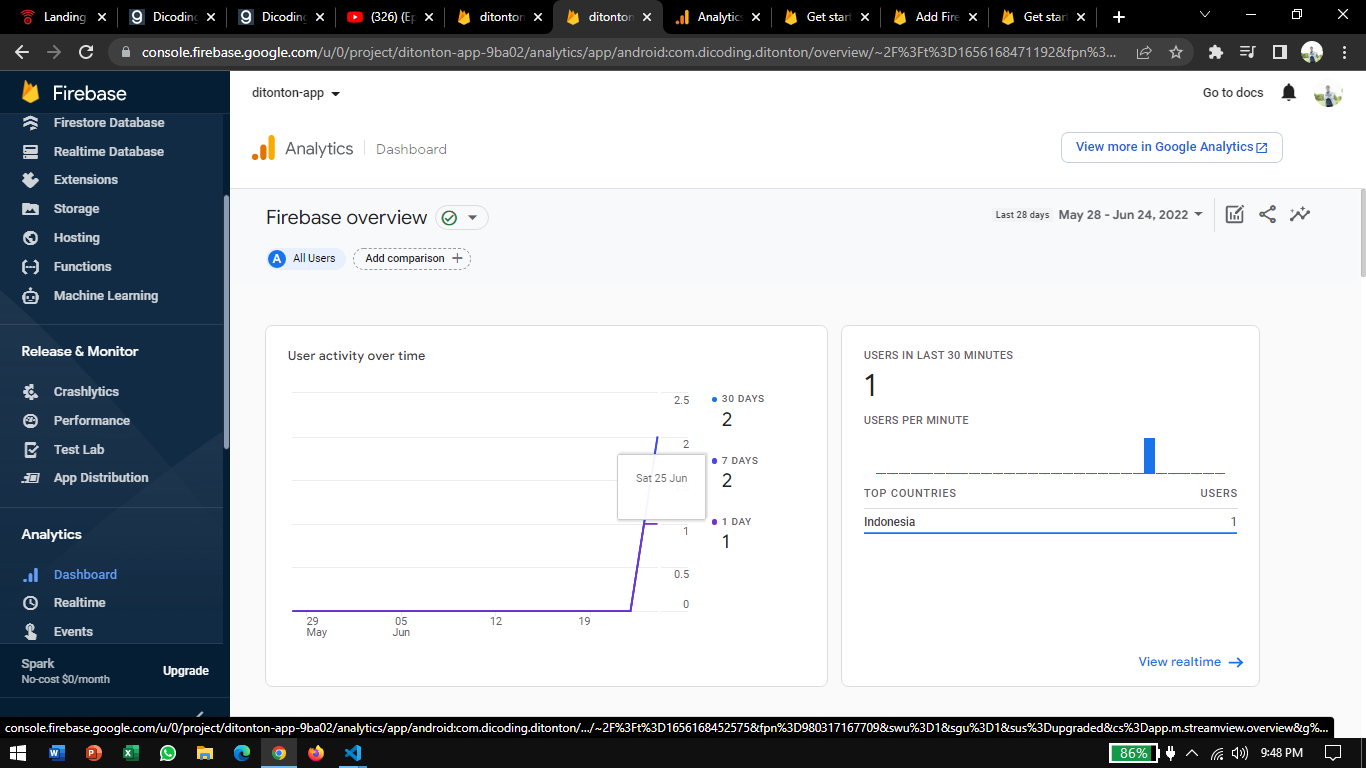 Landing
Dicoding
Dicoding
(326) (Ep
ditonton
ditonton
Analytics
Get start
Add Fire
Get start
console.firebase.google.com/u/0/project/ditonton-app-9ba02/analytics/app/android:com.dicoding.ditonton/overview/~2F%3Ft%3D1656168471192&fpn%3...
Firebase
Firestore Database
Realtime Database
Extensions
Storage
Hosting
Functions
Machine Learning
Release & Monitor
Crashlytics
Performance
Test Lab
App Distribution
Analytics
Dashboard
Realtime
Events
Spark
No-cost $0/month
Upgrade
ditonton-app
Go to docs
Analytics
Dashboard
View more in Google Analytics
Firebase overview
Last 28 days May 28 - Jun 24, 2022
A All Users
Add comparison +
User activity over time
2.5
2
1
0.5
0
Sat 25 Jun
29
May
05
Jun
12
19
30 DAYS
2
7 DAYS
2
1 DAY
1
USERS IN LAST 30 MINUTES
1
USERS PER MINUTE
TOP COUNTRIES USERS
Indonesia 1
View realtime
console.firebase.google.com/u/0/project/ditonton-app-9ba02/analytics/app/android:com.dicoding.ditonton/.../~2F%3Ft%3D1656168452575&fpn%3D980317167709&swu%3D1&sgu%3D1&sus%3Dupgraded&cs%3Dapp.m.streamview.overview&g%...
86%
9:48 PM